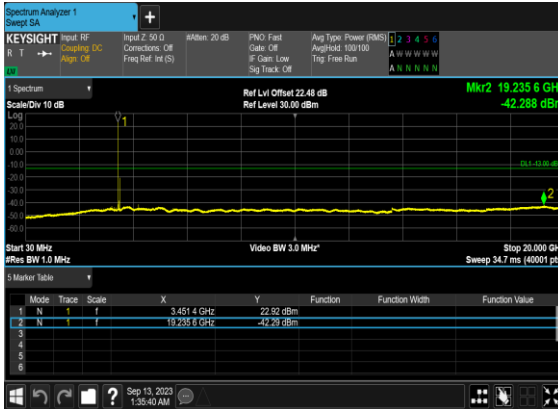 Spectrum Analyzer 1
Swept SA
+
KEYSIGHT Input: RF Input Z: 50 Ω #Atten: 20 dB PNO: Fast Avg Type: Power (RMS) 1 2 3 4 5 6
R T Coupling: DC Corrections: Off Gate: Off Avg|Hold: 100/100 A W W W W W
Align: Off Freq Ref: Int (S) IF Gain: Low Trig: Free Run
Sig Track: Off A N N N N N
1 Spectrum Ref Lvl Offset 22.48 dB Mkr2 19.235 6 GH
Scale/Div 10 dB Ref Level 30.00 dBm -42.288 dBr
Log
1
20.0
10.0
0.00
-10.0
DL1 -13.00 dB
-20.0
-30.0
2
-40.0
-50.0
-60.0
Start 30 MHz Video BW 3.0 MHz* Stop 20.000 GH
#Res BW 1.0 MHz Sweep 34.7 ms (40001 pt
5 Marker Table
Mode Trace Scale X Y Function Function Width Function Value
1 N 1 f 3.451 4 GHz 22.92 dBm
2 N 1 f 19.235 6 GHz -42.29 dBm
3
4
5
6
? Sep 13, 2023
1:35:40 AM